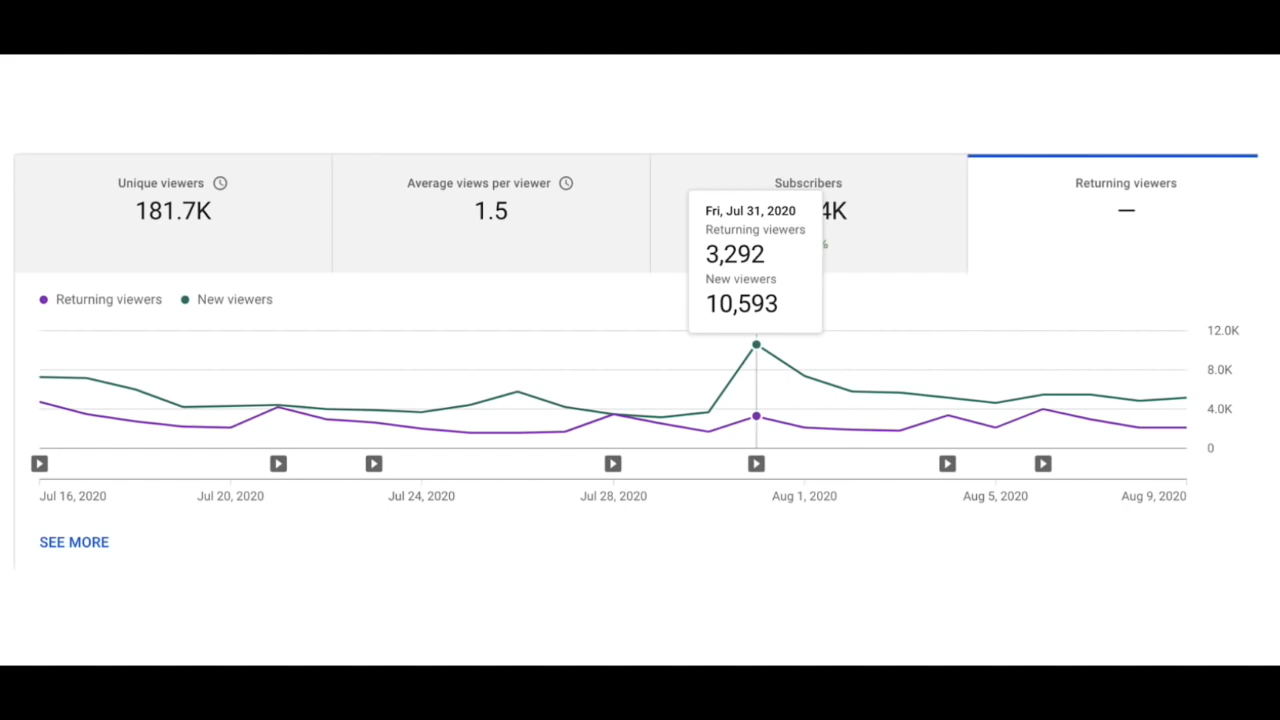 Unique viewers
181.7K
Average views per viewer
1.5
Subscribers
4K
%
Returning viewers
—
Fri, Jul 31, 2020
Returning viewers
3,292
New viewers
10,593
Returning viewers New viewers
12.0K
8.0K
4.0K
0
Jul 16, 2020 Jul 20, 2020 Jul 24, 2020 Jul 28, 2020 Aug 1, 2020 Aug 5, 2020 Aug 9, 2020
SEE MORE